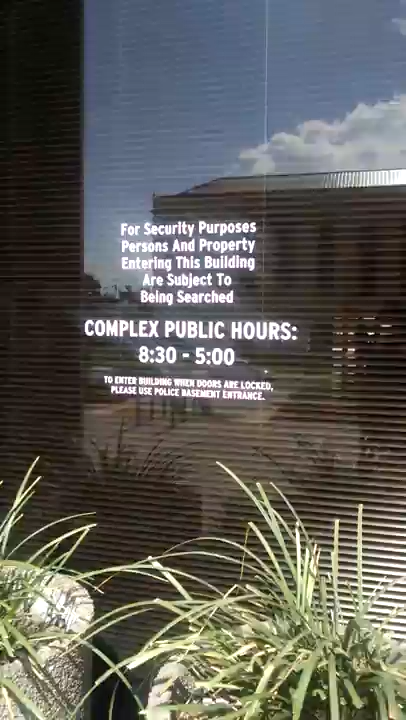 For Security Purposes
Persons And Property
Entering This Building
Are Subject To
Being Searched
COMPLEX PUBLIC HOURS:
8:30 - 5:00
TO ENTER BUILDING WHEN DOORS ARE LOCKED,
PLEASE USE POLICE BASEMENT ENTRANCE.